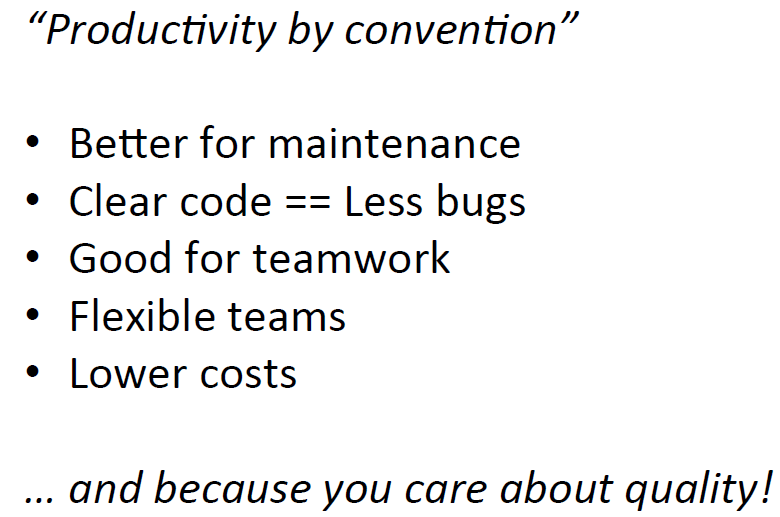 “Productivity by convention”
• Better for maintenance
• Clear code == Less bugs
• Good for teamwork
• Flexible teams
• Lower costs
… and because you care about quality!